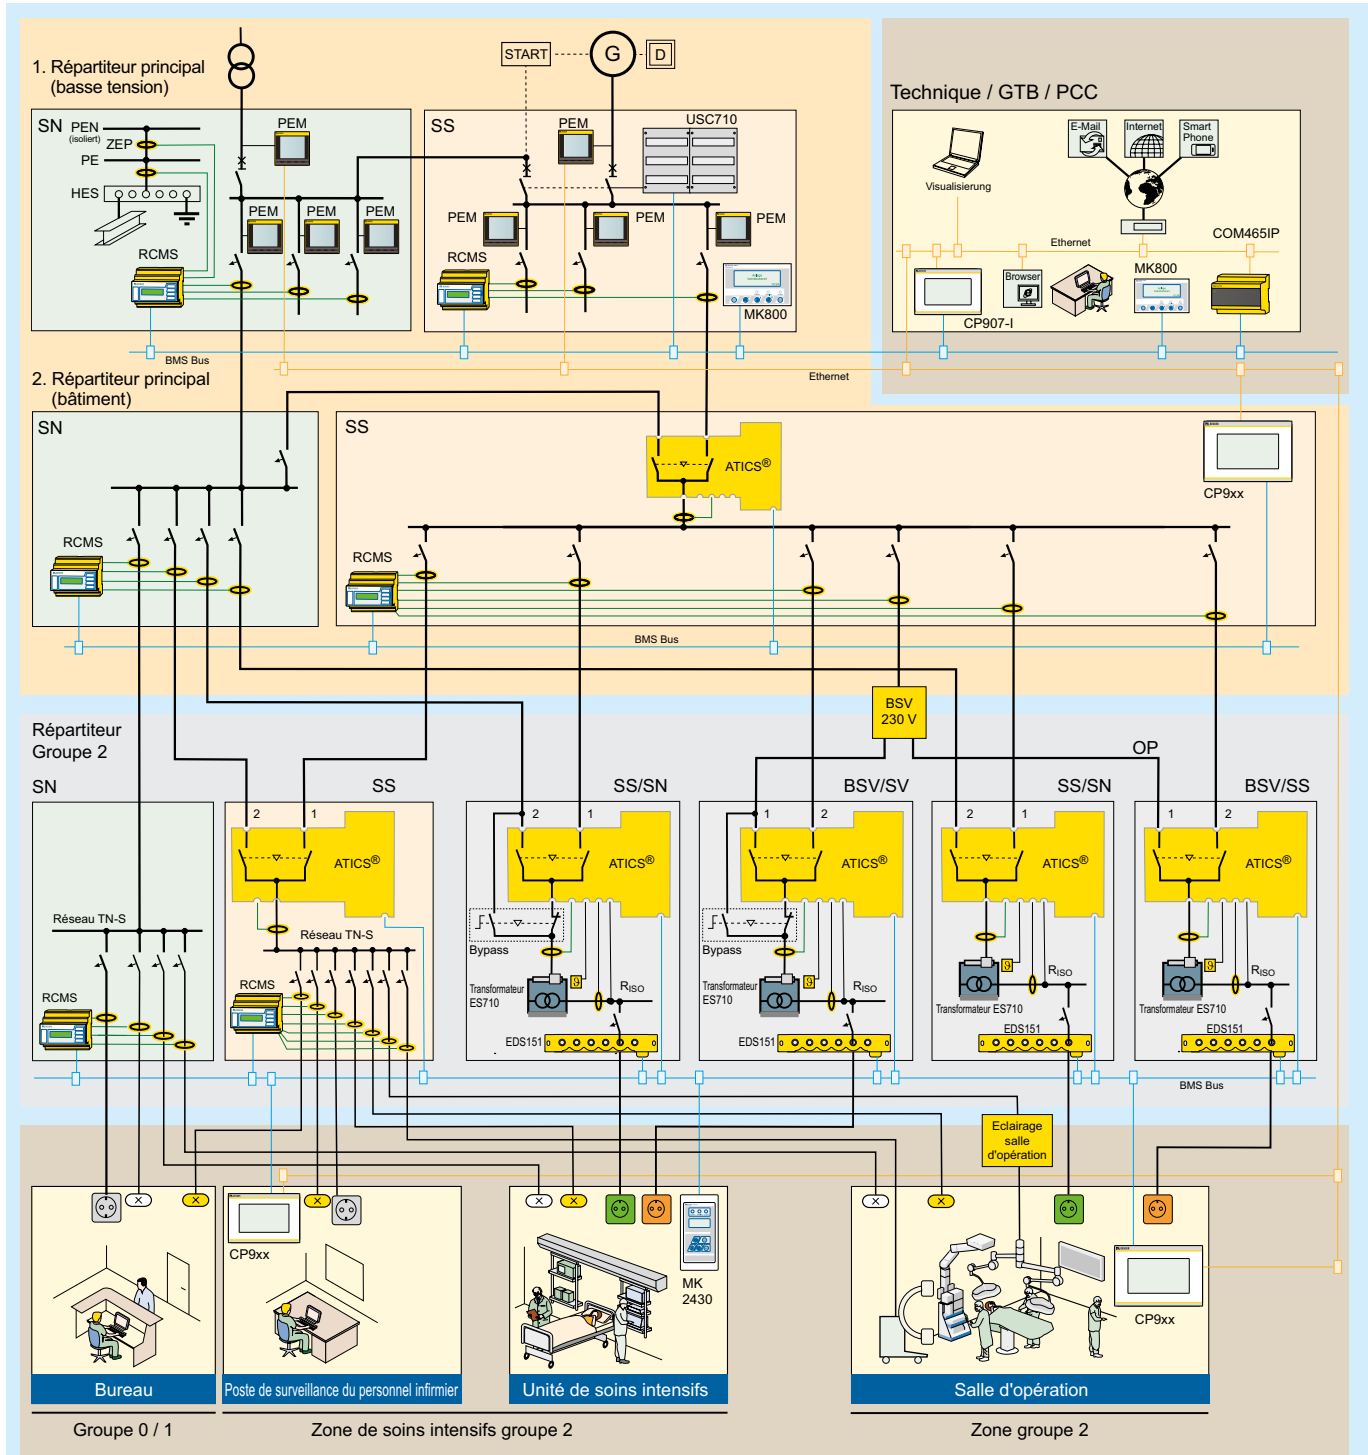 1. Répartiteur principal
(basse tension)
START
G
D
Technique / GTB / PCC
SN
PEN
(isoliert)
ZEP
PE
HES
RCMS
PEM
PEM
PEM
PEM
SS
PEM
USC710
PEM
PEM
PEM
RCMS
MK800
E-Mail
Internet
Smart
Phone
Visualisierung
Ethernet
COM465IP
Browser
MK800
CP907-I
BMS Bus
Ethernet
2. Répartiteur principal
(bâtiment)
SN
SS
ATICS®
CP9xx
RCMS
RCMS
BMS Bus
BSV
230 V
Répartiteur
Groupe 2
OP
SN
SS
SS/SN
BSV/SV
SS/SN
BSV/SS
2
1
2
1
1
2
2
1
1
2
ATICS®
ATICS®
ATICS®
ATICS®
ATICS®
Réseau TN-S
Réseau TN-S
Bypass
Bypass
RCMS
RCMS
Transformateur
ES710
RISO
Transformateur
ES710
RISO
RISO
Transformateur ES710
RISO
Transformateur ES710
EDS151
EDS151
EDS151
EDS151
BMS Bus
Eclairage
salle
d'opération
CP9xx
MK
2430
CP9xx
Bureau
Poste de surveillance du personnel infirmier
Unité de soins intensifs
Salle d'opération
Groupe 0 / 1
Zone de soins intensifs groupe 2
Zone groupe 2